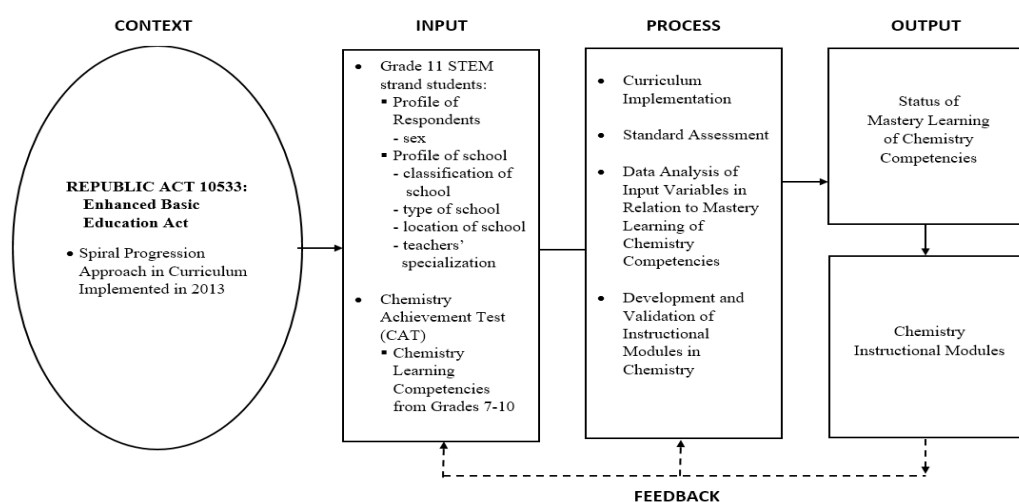 CONTEXT
REPUBLIC ACT 10533:
Enhanced Basic
Education Act
• Spiral Progression
Approach in Curriculum
Implemented in 2013
INPUT
• Grade 11 STEM
strand students:
▪ Profile of
Respondents
- sex
▪ Profile of school
- classification of
school
- type of school
- location of school
- teachers’
specialization
• Chemistry
Achievement Test
(CAT)
▪ Chemistry
Learning
Competencies
from Grades 7-10
PROCESS
• Curriculum
Implementation
• Standard Assessment
• Data Analysis of
Input Variables in
Relation to Mastery
Learning of
Chemistry
Competencies
• Development and
Validation of
Instructional
Modules in
Chemistry
OUTPUT
Status of
Mastery Learning
of Chemistry
Competencies
Chemistry
Instructional Modules
FEEDBACK